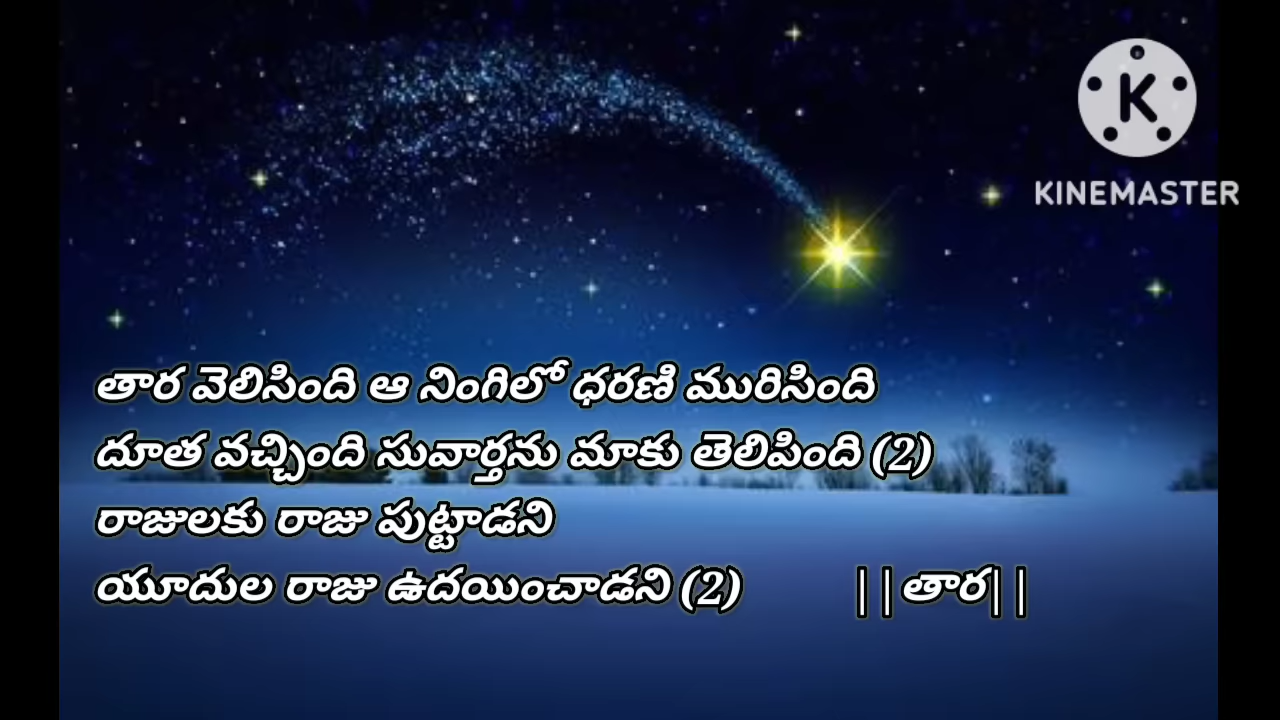 K
KINEMASTER
తార వెలిసింది ఆ నింగిలో ధరణి మురిసింది
దూత వచ్చింది సువార్తను మాకు తెలిపింది (2)
రాజులకు రాజు పుట్టాడని
యూదుల రాజు ఉదయించాడని (2) ||తార||